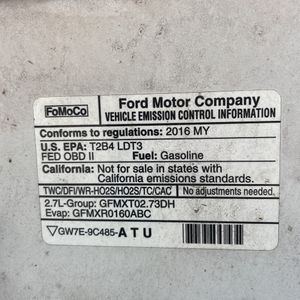 FoMoCo
Ford Motor Company
VEHICLE EMISSION CONTROL INFORMATION
Conforms to regulations: 2016 MY
U.S. EPA: T2B4 LDT3
FED OBD II Fuel: Gasoline
California: Not for sale in states with
California emissions standards.
TWC/DFI/WR-HO2S/HO2S/TC/CAC No adjustments needed.
2.7L-Group: GFMXT02.73DH
Evap: GFMXR0160ABC
GW7E-9C485-ATU